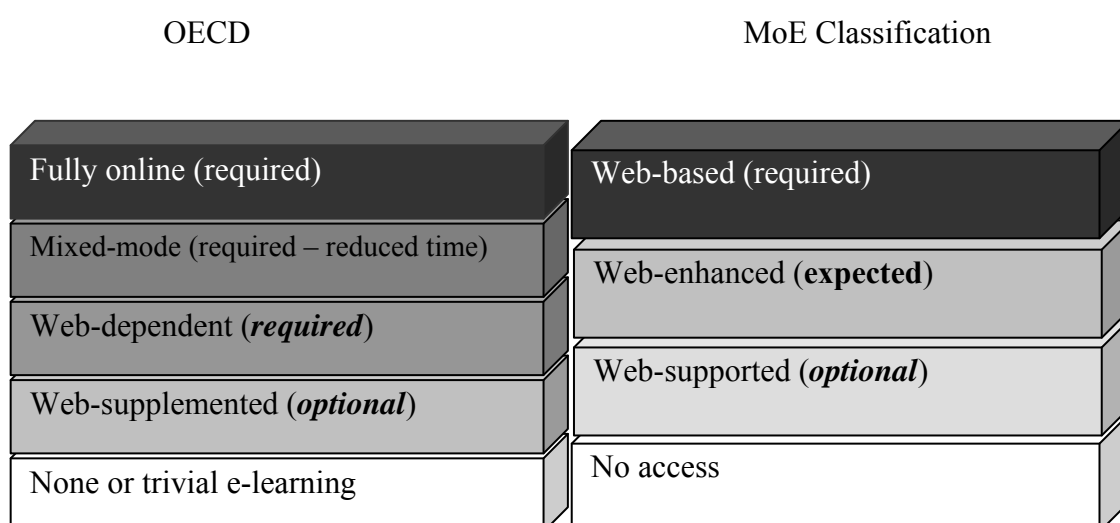 OECD
MoE Classification
Fully online (required)
Mixed-mode (required – reduced time)
Web-dependent (required)
Web-supplemented (optional)
None or trivial e-learning
Web-based (required)
Web-enhanced (expected)
Web-supported (optional)
No access